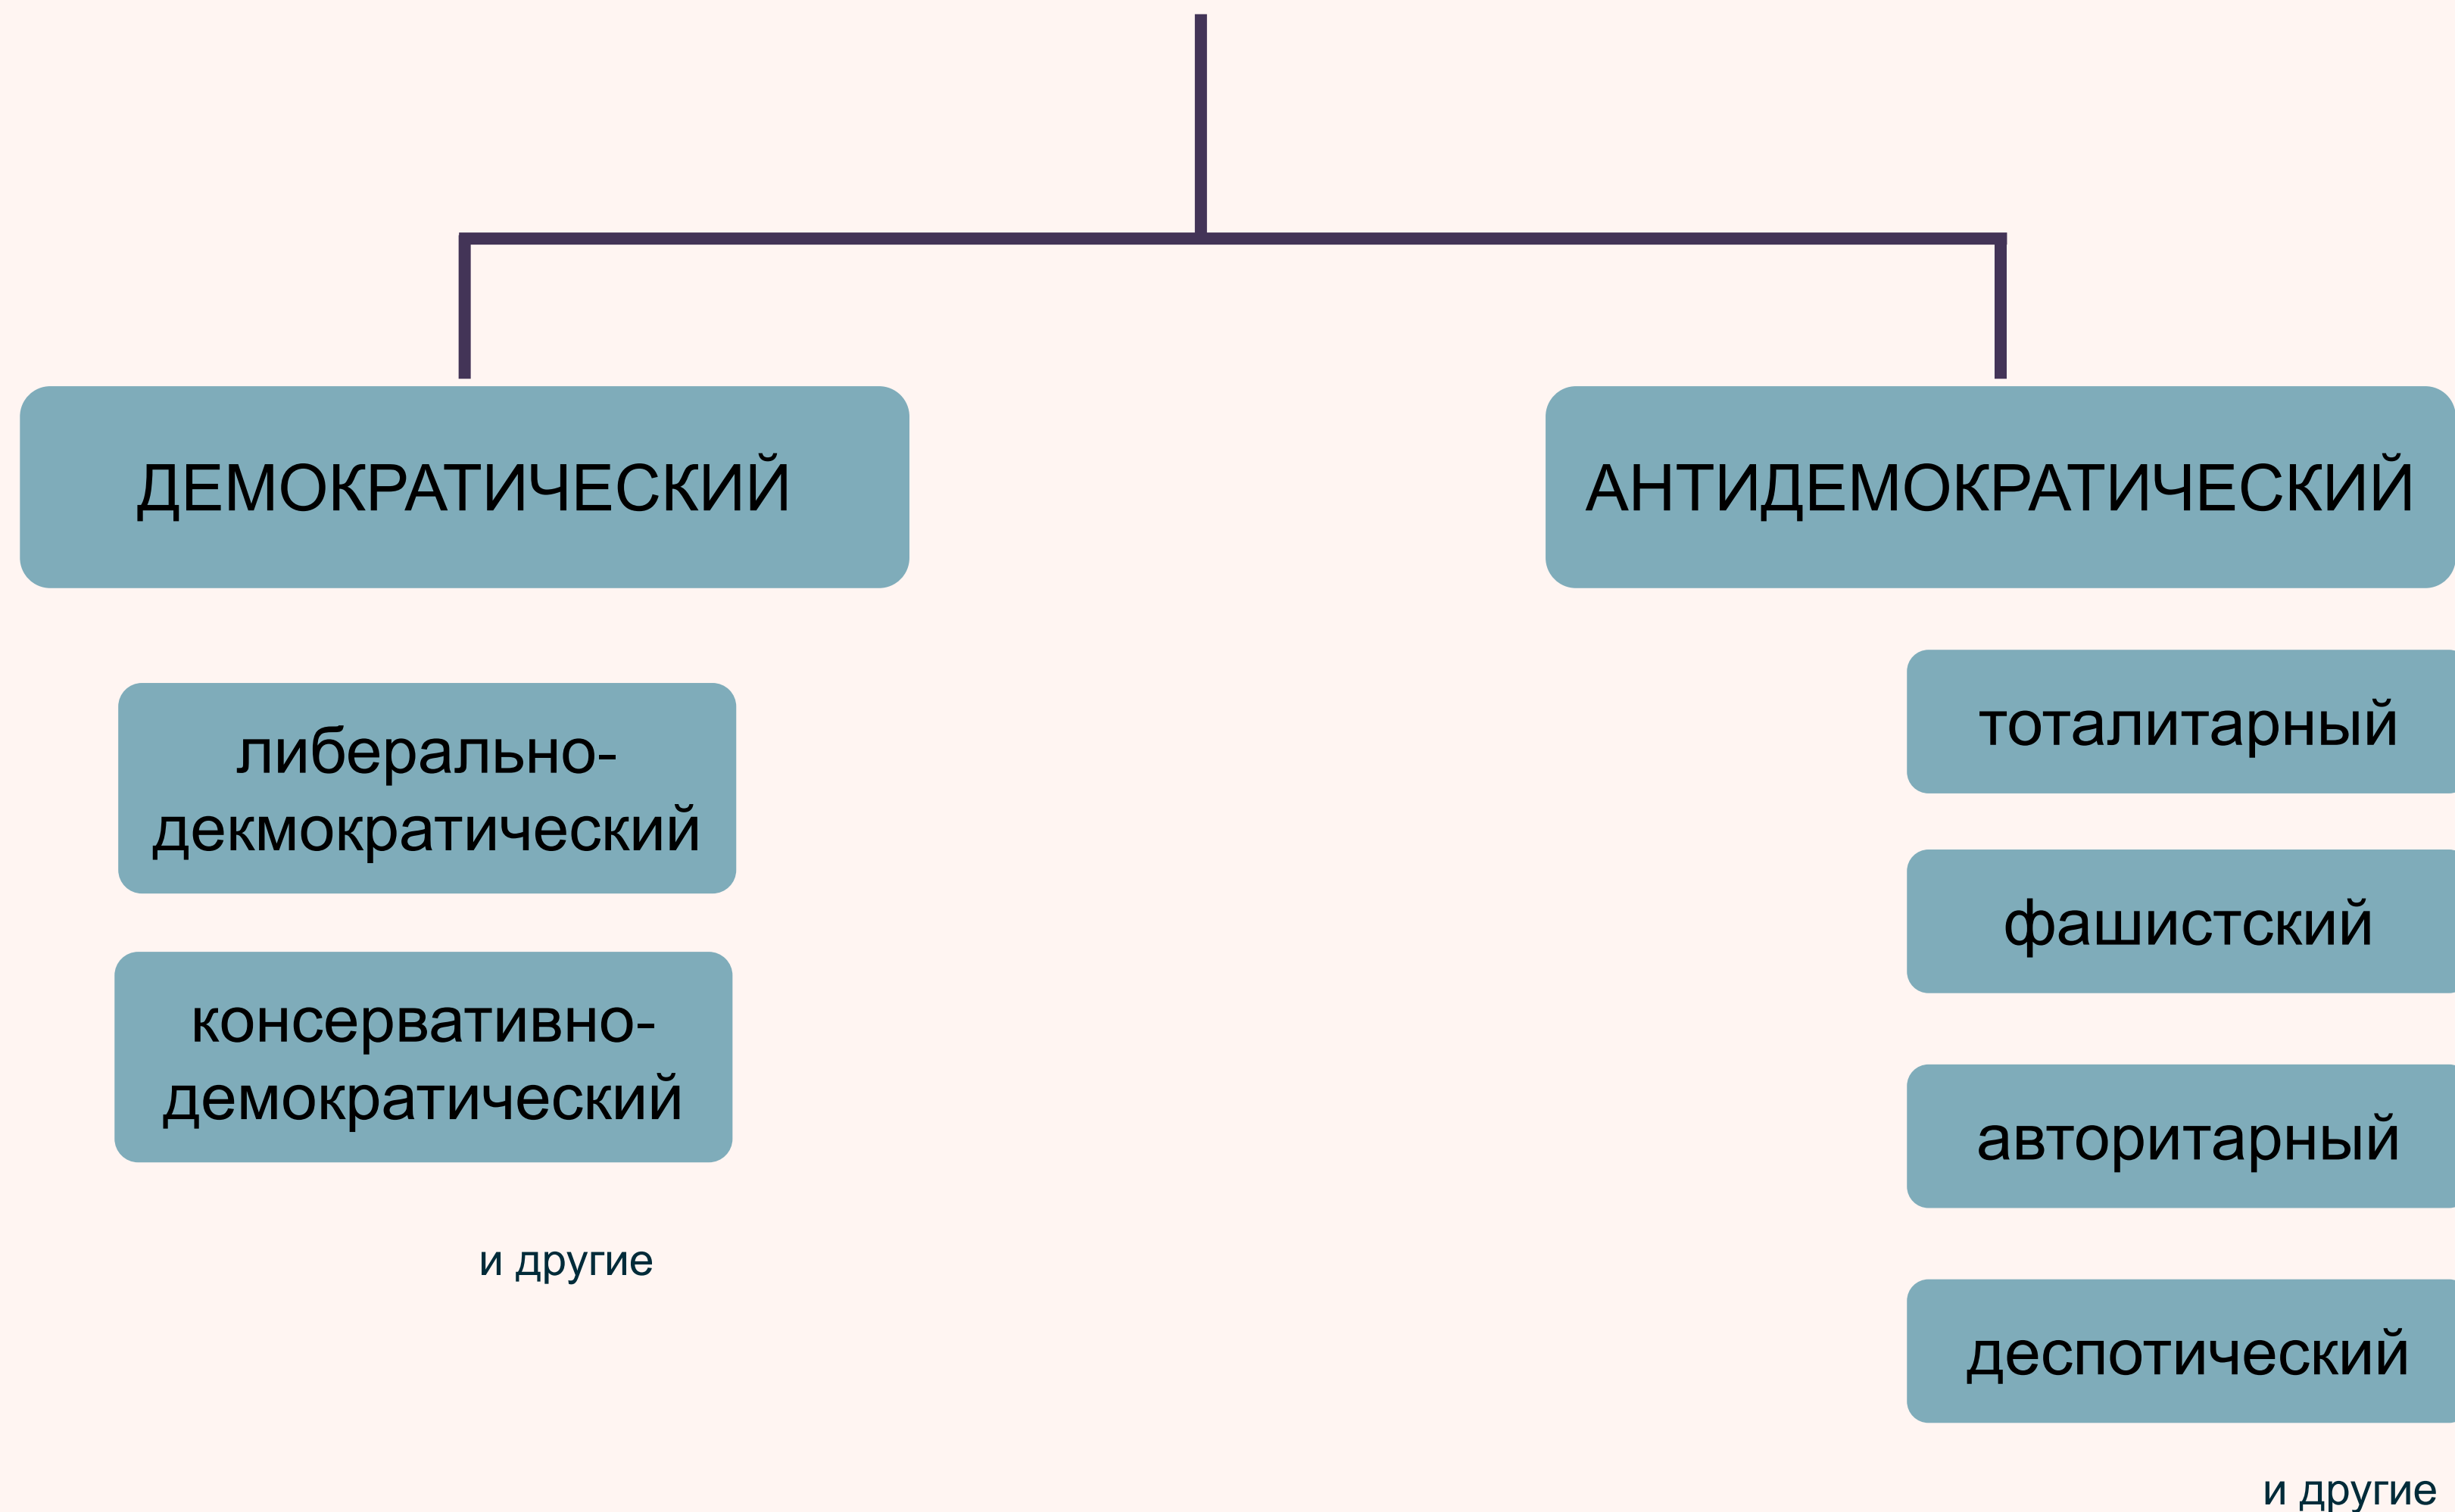 ДЕМОКРАТИЧЕСКИЙ
либерально-
декмократический
консервативно-
демократический
и другие
АНТИДЕМОКРАТИЧЕСКИЙ
тоталитарный
фашистский
авторитарный
деспотический
и другие